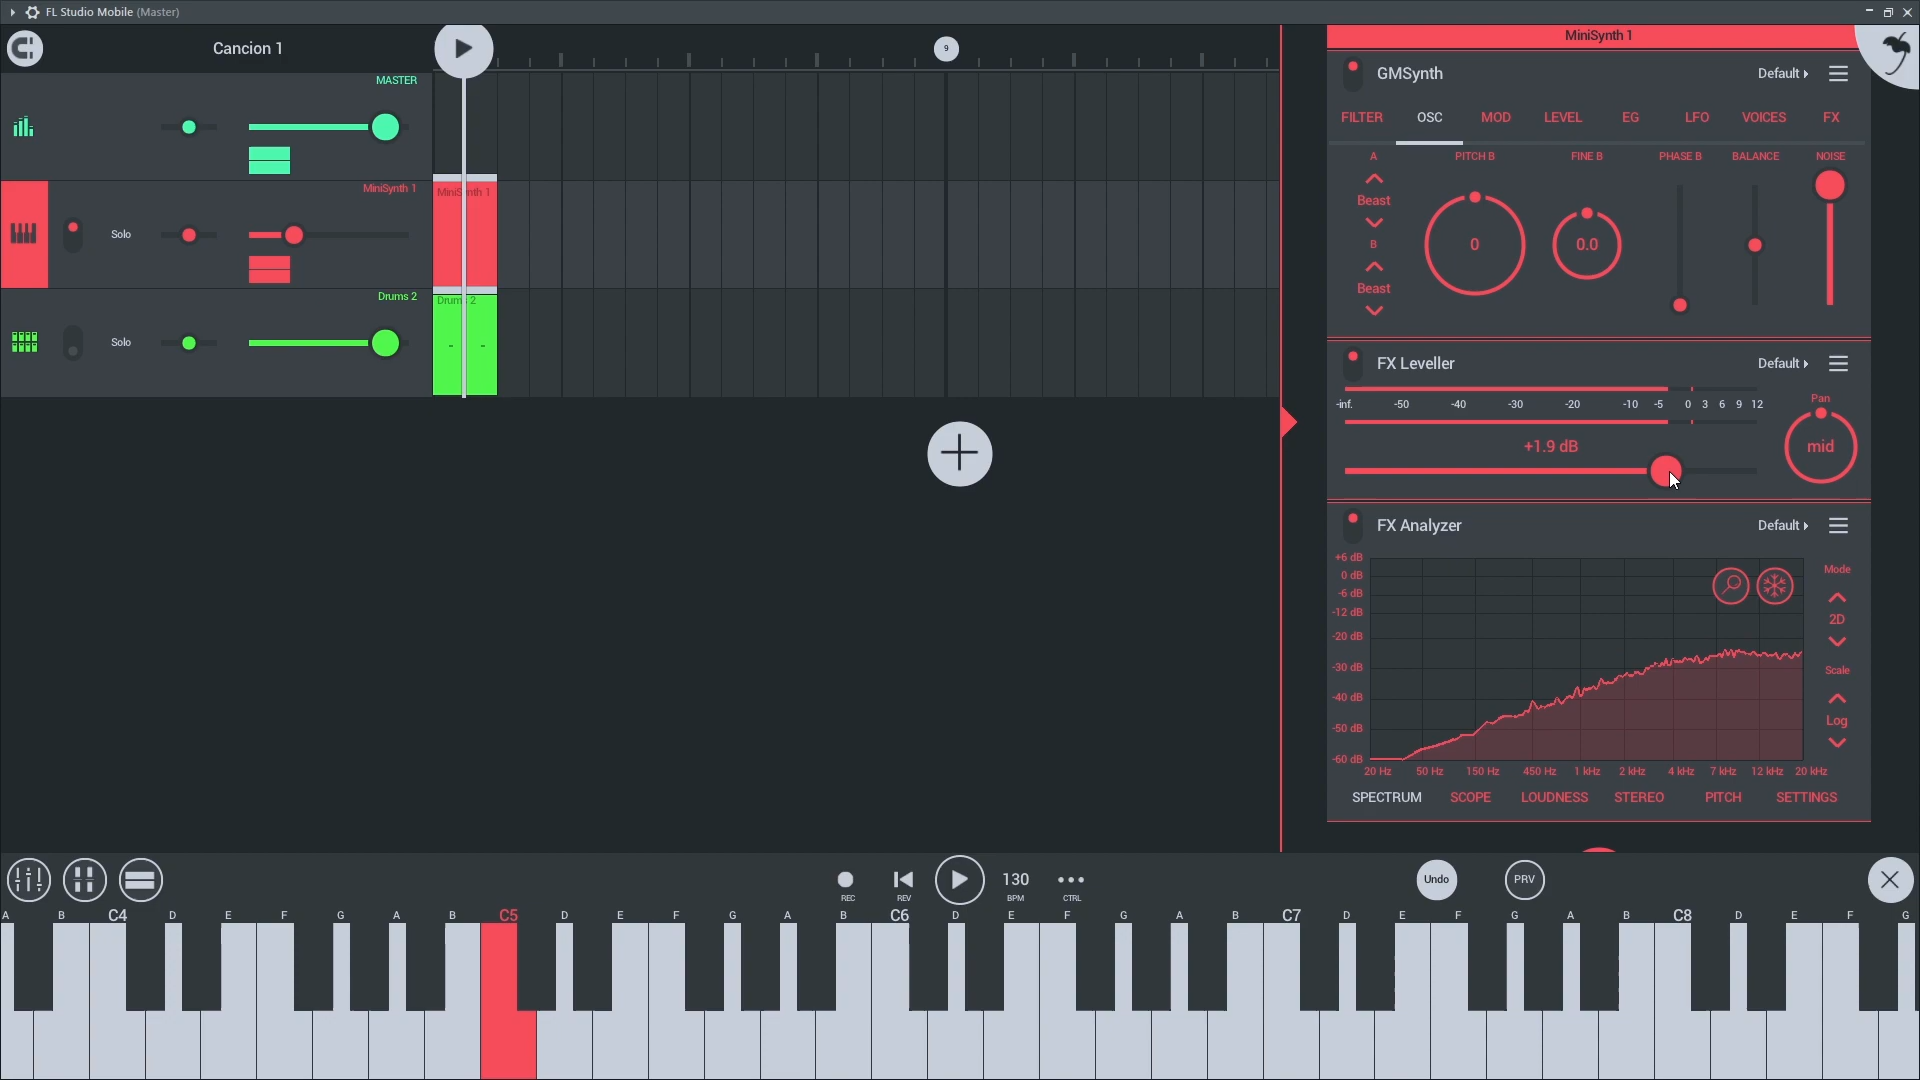 FL Studio Mobile (Master)
Cancion 1
9
MASTER
MiniSynth 1
Solo
MiniSynth 1
Drums 2
Solo
Drums 2
MiniSynth 1
GMSynth
Default
FILTER OSC MOD LEVEL EG LFO VOICES FX
A PITCH B FINE B PHASE B BALANCE NOISE
Beast
B
0 0.0
Beast
FX Leveller
Default
-inf. -50 -40 -30 -20 -10 -5 0 3 6 9 12
Pan
+1.9 dB
mid
FX Analyzer
Default
+6 dB
0 dB
-6 dB
-12 dB
-20 dB
-30 dB
-40 dB
-50 dB
-60 dB
Mode
2D
Scale
Log
20 Hz 50 Hz 150 Hz 450 Hz 1 kHz 2 kHz 4 kHz 7 kHz 12 kHz 20 kHz
SPECTRUM SCOPE LOUDNESS STEREO PITCH SETTINGS
130
REC REV BPM CTRL
Undo
PRV
A B C4 D E F G A B C5 D E F G A B C6 D E F G A B C7 D E F G A B C8 D E F G